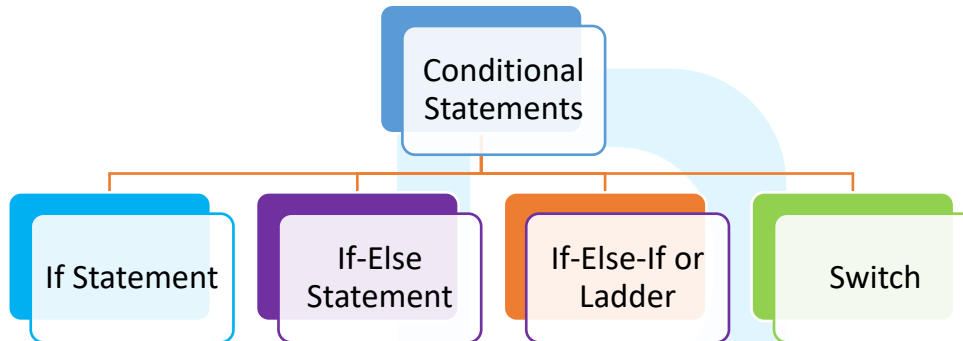 Conditional
Statements
If Statement
If-Else
Statement
If-Else-If or
Ladder
Switch